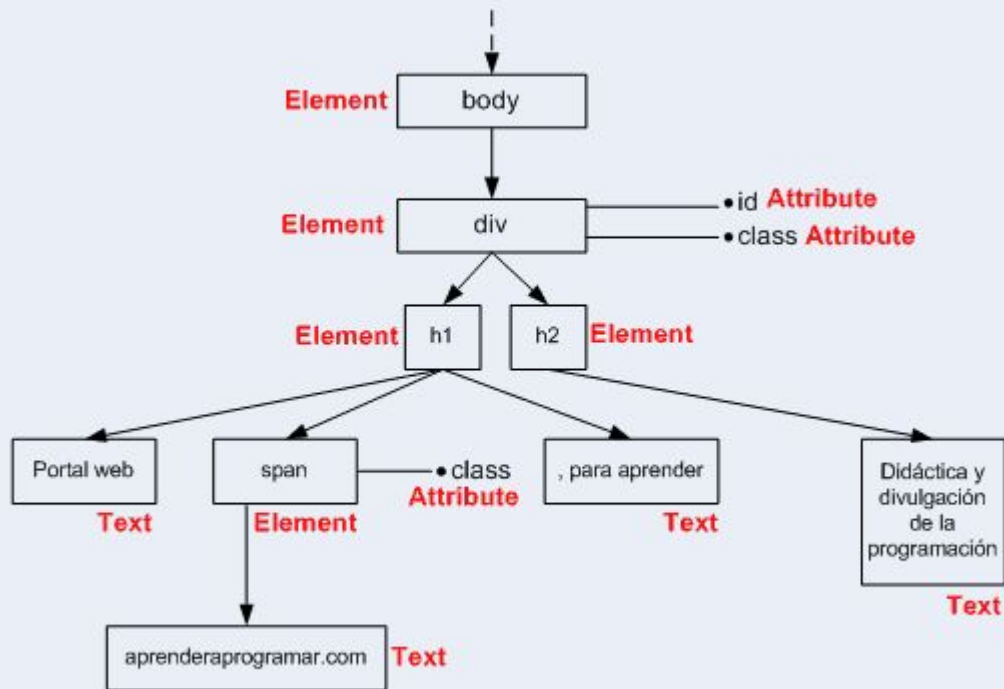 Element body
Element div
id Attribute
class Attribute
Element h1
h2 Element
Portal web
Text
span
Element
class
Attribute
, para aprender
Text
Didáctica y
divulgación
de la
programación
Text
aprenderaprogramar.com Text